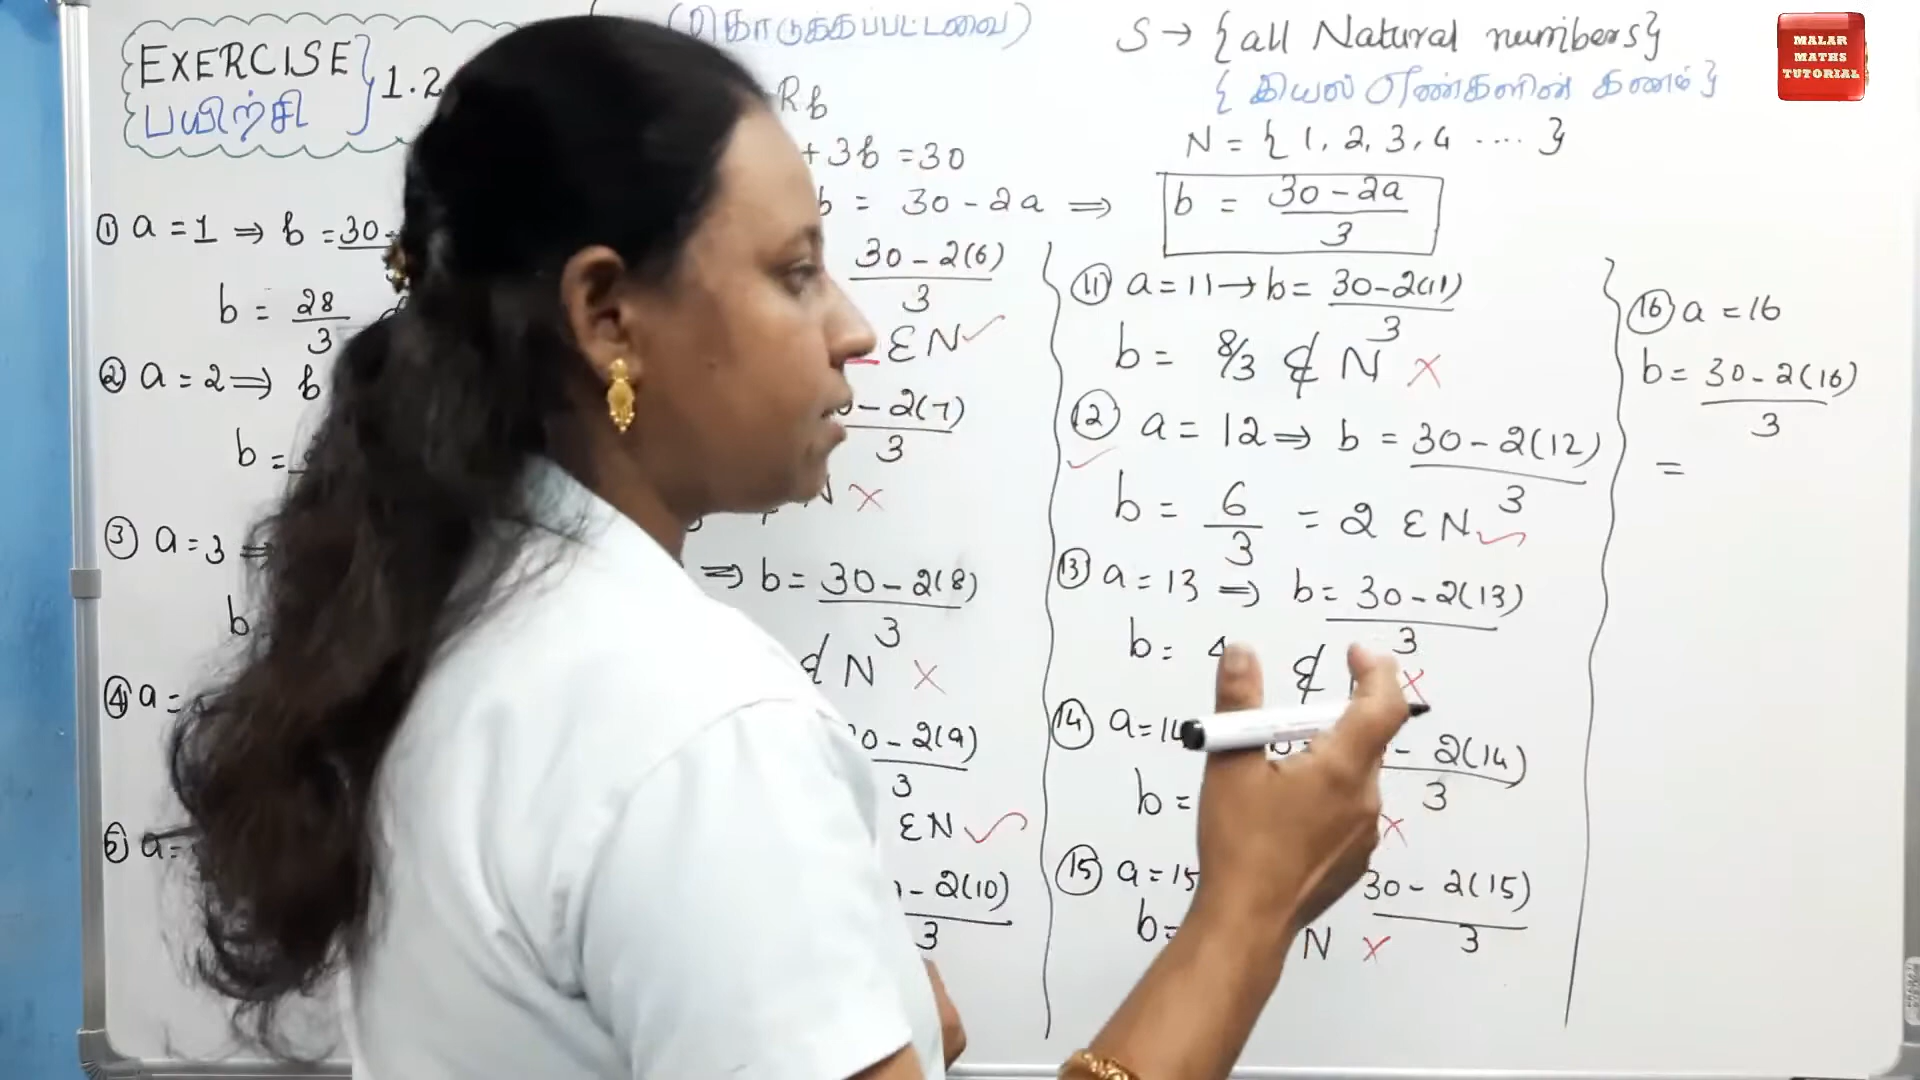 EXERCISE
பயிற்சி
1.2
(கொடுக்கப்பட்டவை)
S → {all Natural numbers}
{இயல் எண்களின் கணம்}
N = {1, 2, 3, 4 ....}
MALAR
MATHS
TUTORIAL
R b
+3b = 30
b = 30 - 2a ⇒
b = 30 - 2a / 3
① a = 1 ⇒ b = 30-
b = 28/3
② a = 2 ⇒ b
b =
③ a = 3 ⇒
b
④ a =
⑤ a =
30 - 2(6) / 3
ƐN ✓
- 2(7) / 3
N ×
⇒ b = 30 - 2(8) / 3
∉ N ×
0 - 2(9) / 3
ƐN ✓
- 2(10) / 3
⑪ a = 11 → b = 30-2(11) / 3
b = 8/3 ∉ N ×
⑫ a = 12 ⇒ b = 30 - 2(12) / 3
✓
b = 6/3 = 2 ƐN ✓
⑬ a = 13 ⇒ b = 30 - 2(13) / 3
b = 4 ∉ ×
⑭ a = 14 - 2(14) / 3
b = ×
⑮ a = 15 30 - 2(15) / 3
b = N ×
⑯ a = 16
b = 30 - 2(16) / 3
=